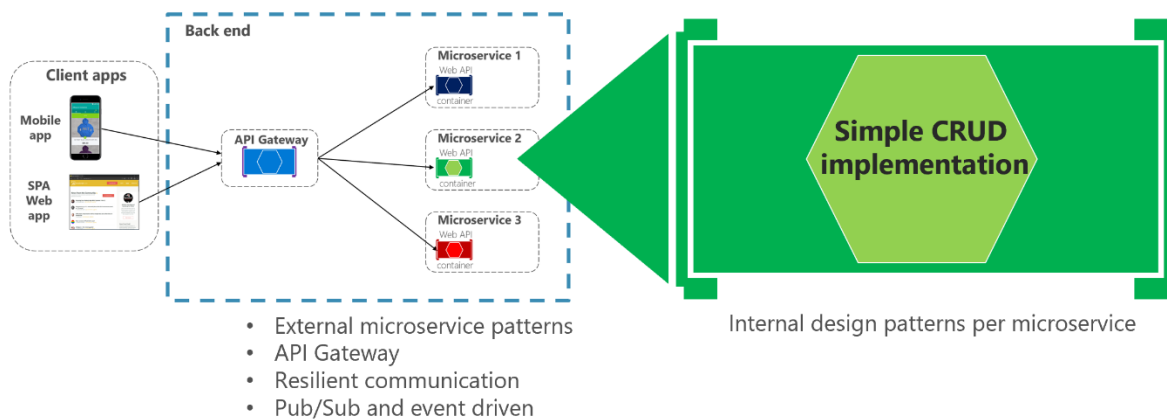 Back end
Client apps
Mobile
app
SPA
Web
app
API Gateway
Microservice 1
Web API
container
Microservice 2
Web API
container
Microservice 3
Web API
container
Simple CRUD
implementation
• External microservice patterns
• API Gateway
• Resilient communication
• Pub/Sub and event driven
Internal design patterns per microservice